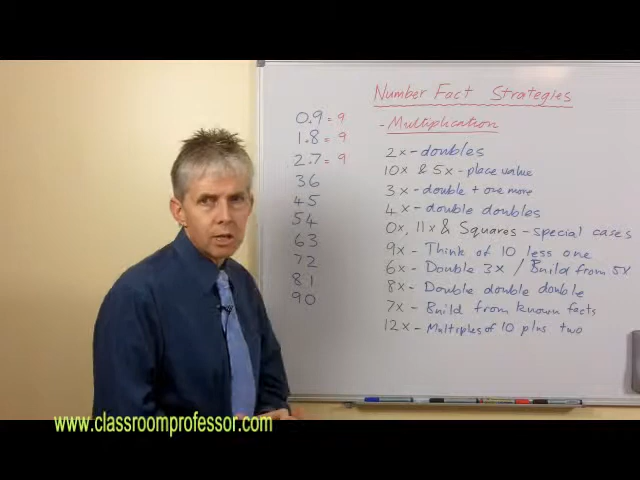 Number Fact Strategies
- Multiplication
2x - doubles
10x & 5x - place value
3x - double + one more
4x - double doubles
0x, 11x & Squares - special cases
9x - Think of 10 less one
6x - Double 3x / Build from 5x
8x - Double double double
7x - Build from known facts
12x - Multiples of 10 plus two
0.9 = 9
1.8 = 9
2.7 = 9
36
45
54
63
72
81
90
www.classroomprofessor.com